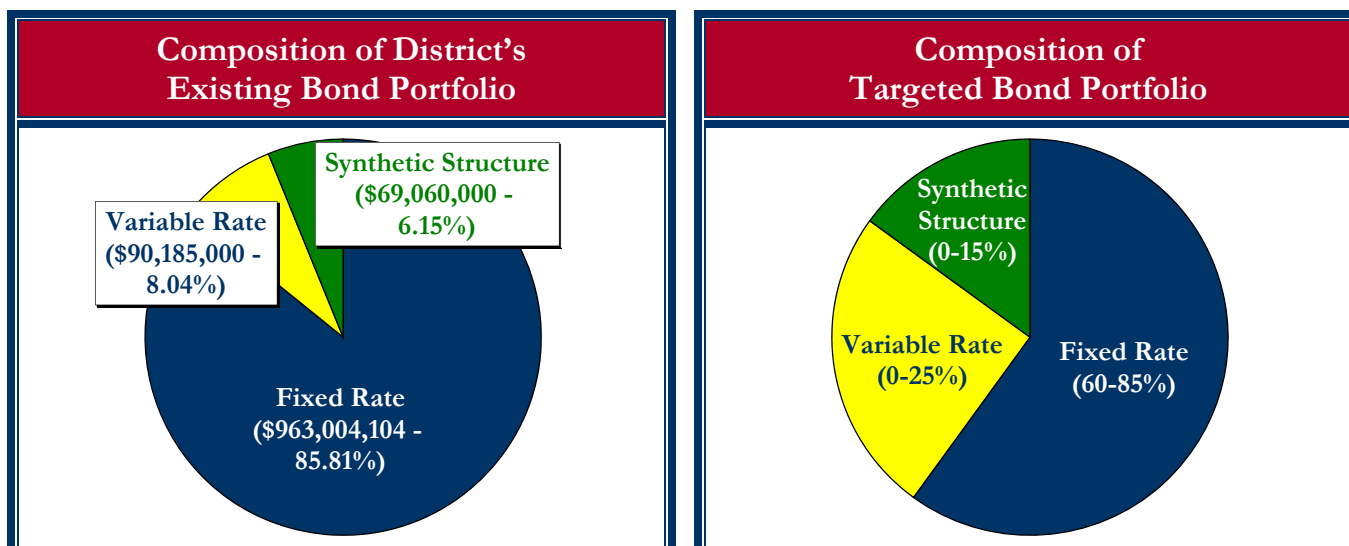 Composition of District’s
Existing Bond Portfolio
Synthetic Structure
($69,060,000 -
6.15%)
Variable Rate
($90,185,000 -
8.04%)
Fixed Rate
($963,004,104 -
85.81%)
Composition of
Targeted Bond Portfolio
Synthetic
Structure
(0-15%)
Variable Rate
(0-25%)
Fixed Rate
(60-85%)